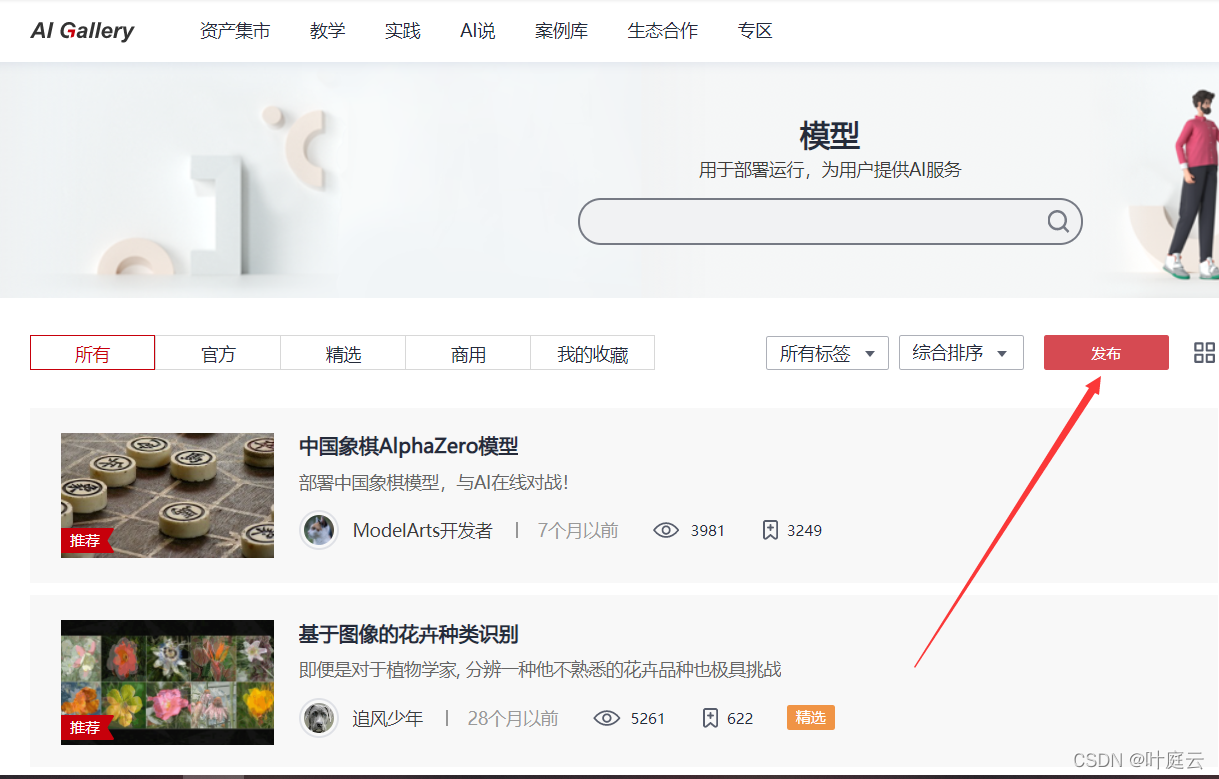 AI Gallery 资产集市 教学 实践 AI说 案例库 生态合作 专区
模型
用于部署运行，为用户提供AI服务
所有 官方 精选 商用 我的收藏 所有标签 综合排序 发布
中国象棋AlphaZero模型
部署中国象棋模型，与AI在线对战！
推荐
ModelArts开发者 | 7个月以前 3981 3249
基于图像的花卉种类识别
即便是对于植物学家, 分辨一种他不熟悉的花卉品种也极具挑战
推荐
追风少年 | 28个月以前 5261 622 精选
CSDN @叶庭云